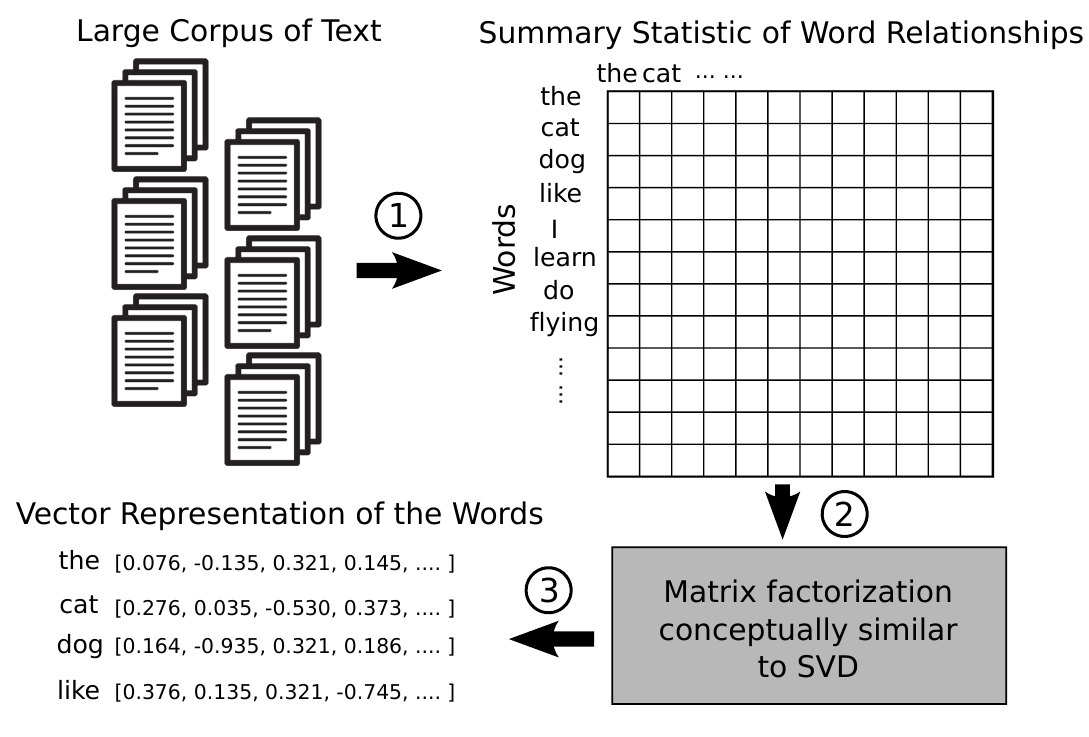 Large Corpus of Text
Summary Statistic of Word Relationships
the cat ... ...
the
cat
dog
like
I
learn
do
flying
...
...
Words
1
2
Vector Representation of the Words
the [0.076, -0.135, 0.321, 0.145, .... ]
cat [0.276, 0.035, -0.530, 0.373, .... ]
dog [0.164, -0.935, 0.321, 0.186, .... ]
like [0.376, 0.135, 0.321, -0.745, .... ]
3
Matrix factorization
conceptually similar
to SVD